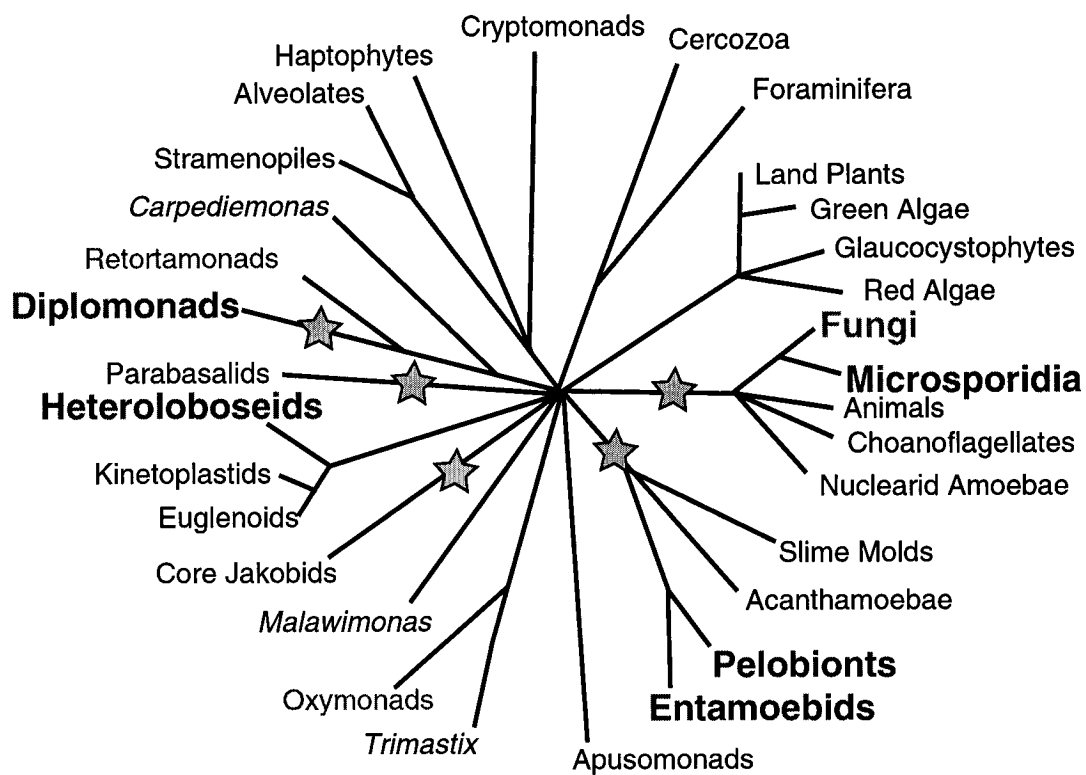 Cryptomonads
Cercozoa
Haptophytes
Foraminifera
Alveolates
Stramenopiles
Land Plants
Carpediemonas
Green Algae
Glaucocystophytes
Retortamonads
Red Algae
Diplomonads
Fungi
Parabasalids
Microsporidia
Heteroloboseids
Animals
Choanoflagellates
Kinetoplastids
Nuclearid Amoebae
Euglenoids
Slime Molds
Core Jakobids
Acanthamoebae
Malawimonas
Pelobionts
Oxymonads
Entamoebids
Trimastix
Apusomonads